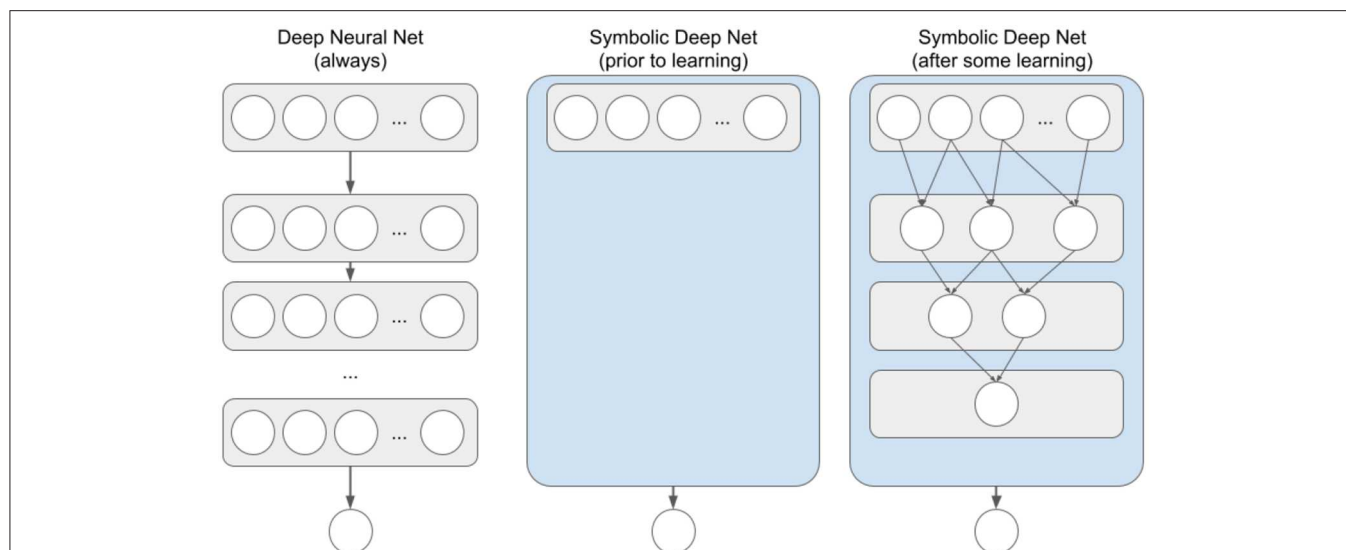 Deep Neural Net
(always)
Symbolic Deep Net
(prior to learning)
Symbolic Deep Net
(after some learning)
...
...
...
...
...
...
...